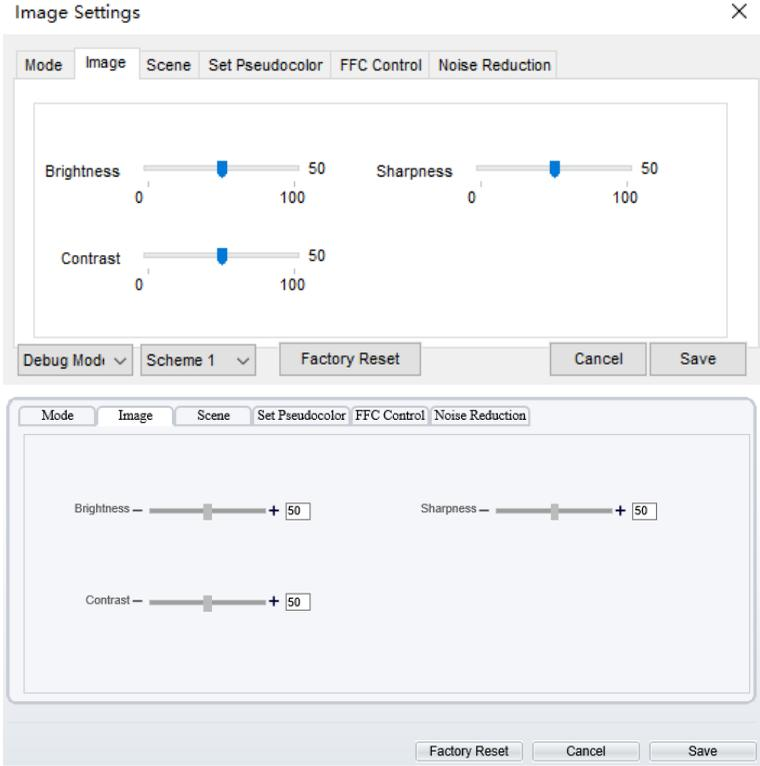 Image Settings
Mode Image Scene Set Pseudocolor FFC Control Noise Reduction
Brightness 50 Sharpness 50
0 100 0 100
Contrast 50
0 100
Debug Mode Scheme 1 Factory Reset Cancel Save
Mode Image Scene Set Pseudocolor FFC Control Noise Reduction
Brightness − + 50 Sharpness − + 50
Contrast − + 50
Factory Reset Cancel Save